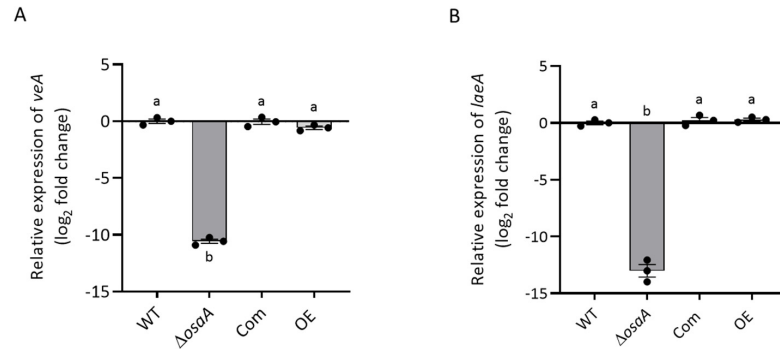 A
Relative expression of veA
(log₂ fold change)
5
0
-5
-10
-15
a
b
a
a
WT
ΔosaA
Com
OE
B
Relative expression of laeA
(log₂ fold change)
5
0
-5
-10
-15
a
b
a
a
WT
ΔosaA
Com
OE